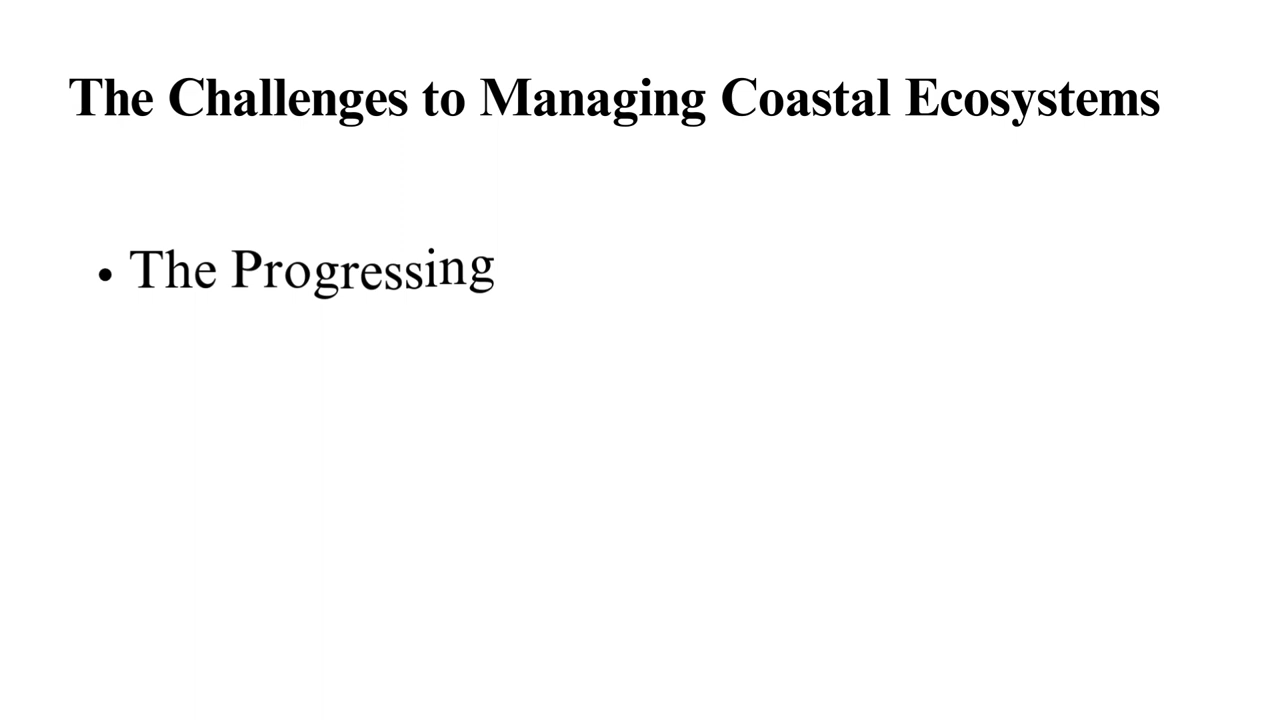 The Challenges to Managing Coastal Ecosystems
• The Progressing